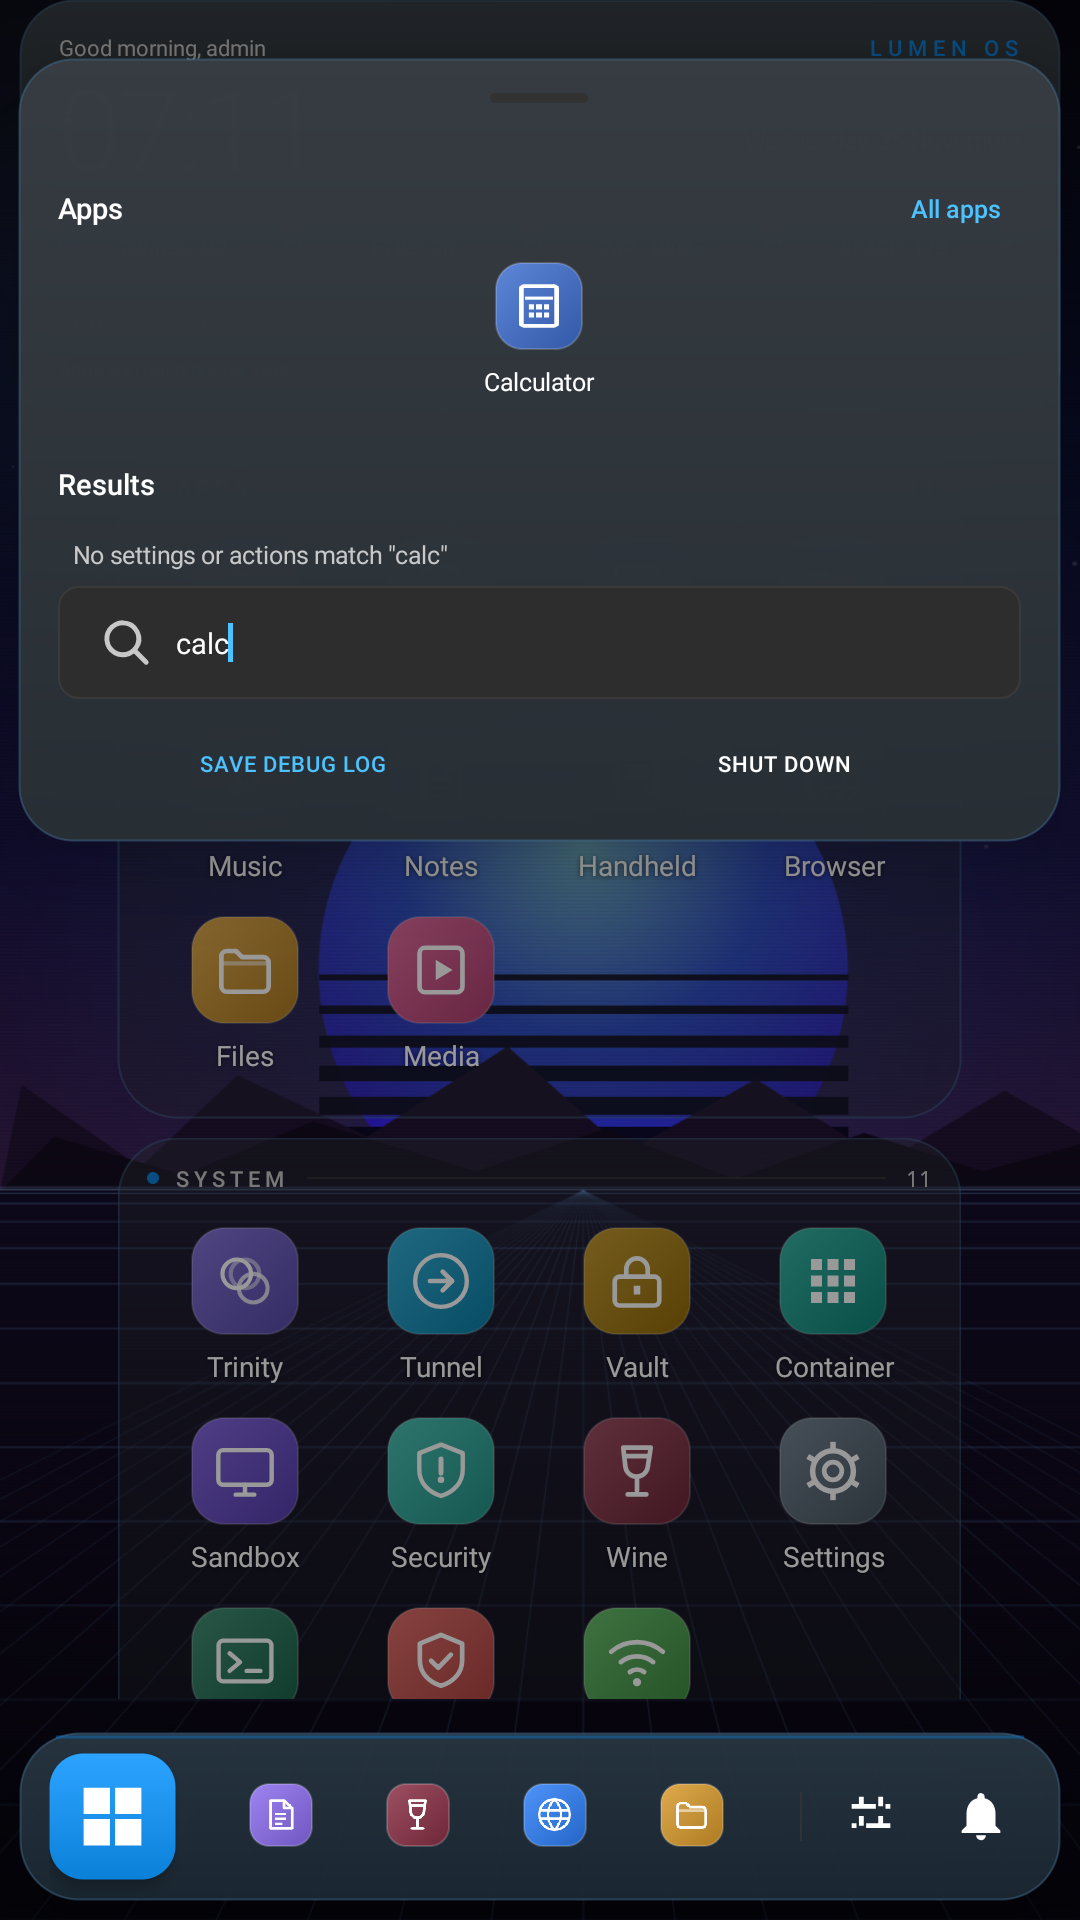 Good morning, admin
LUMEN OS
Apps
All apps
Calculator
Results
No settings or actions match "calc"
calc
SAVE DEBUG LOG
SHUT DOWN
Music
Notes
Handheld
Browser
Files
Media
SYSTEM
11
Trinity
Tunnel
Vault
Container
Sandbox
Security
Wine
Settings